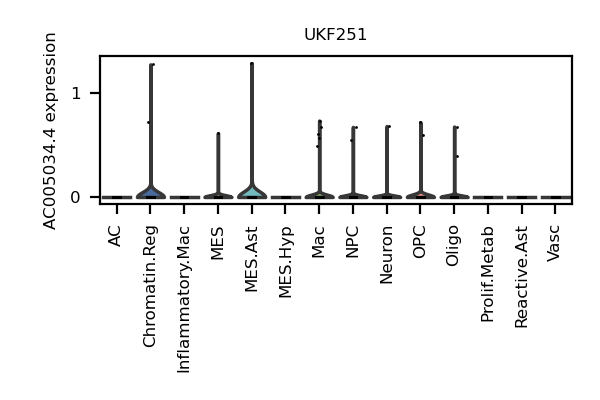 UKF251
AC005034.4 expression
1
0
AC
Chromatin.Reg
Inflammatory.Mac
MES
MES.Ast
MES.Hyp
Mac
NPC
Neuron
OPC
Oligo
Prolif.Metab
Reactive.Ast
Vasc